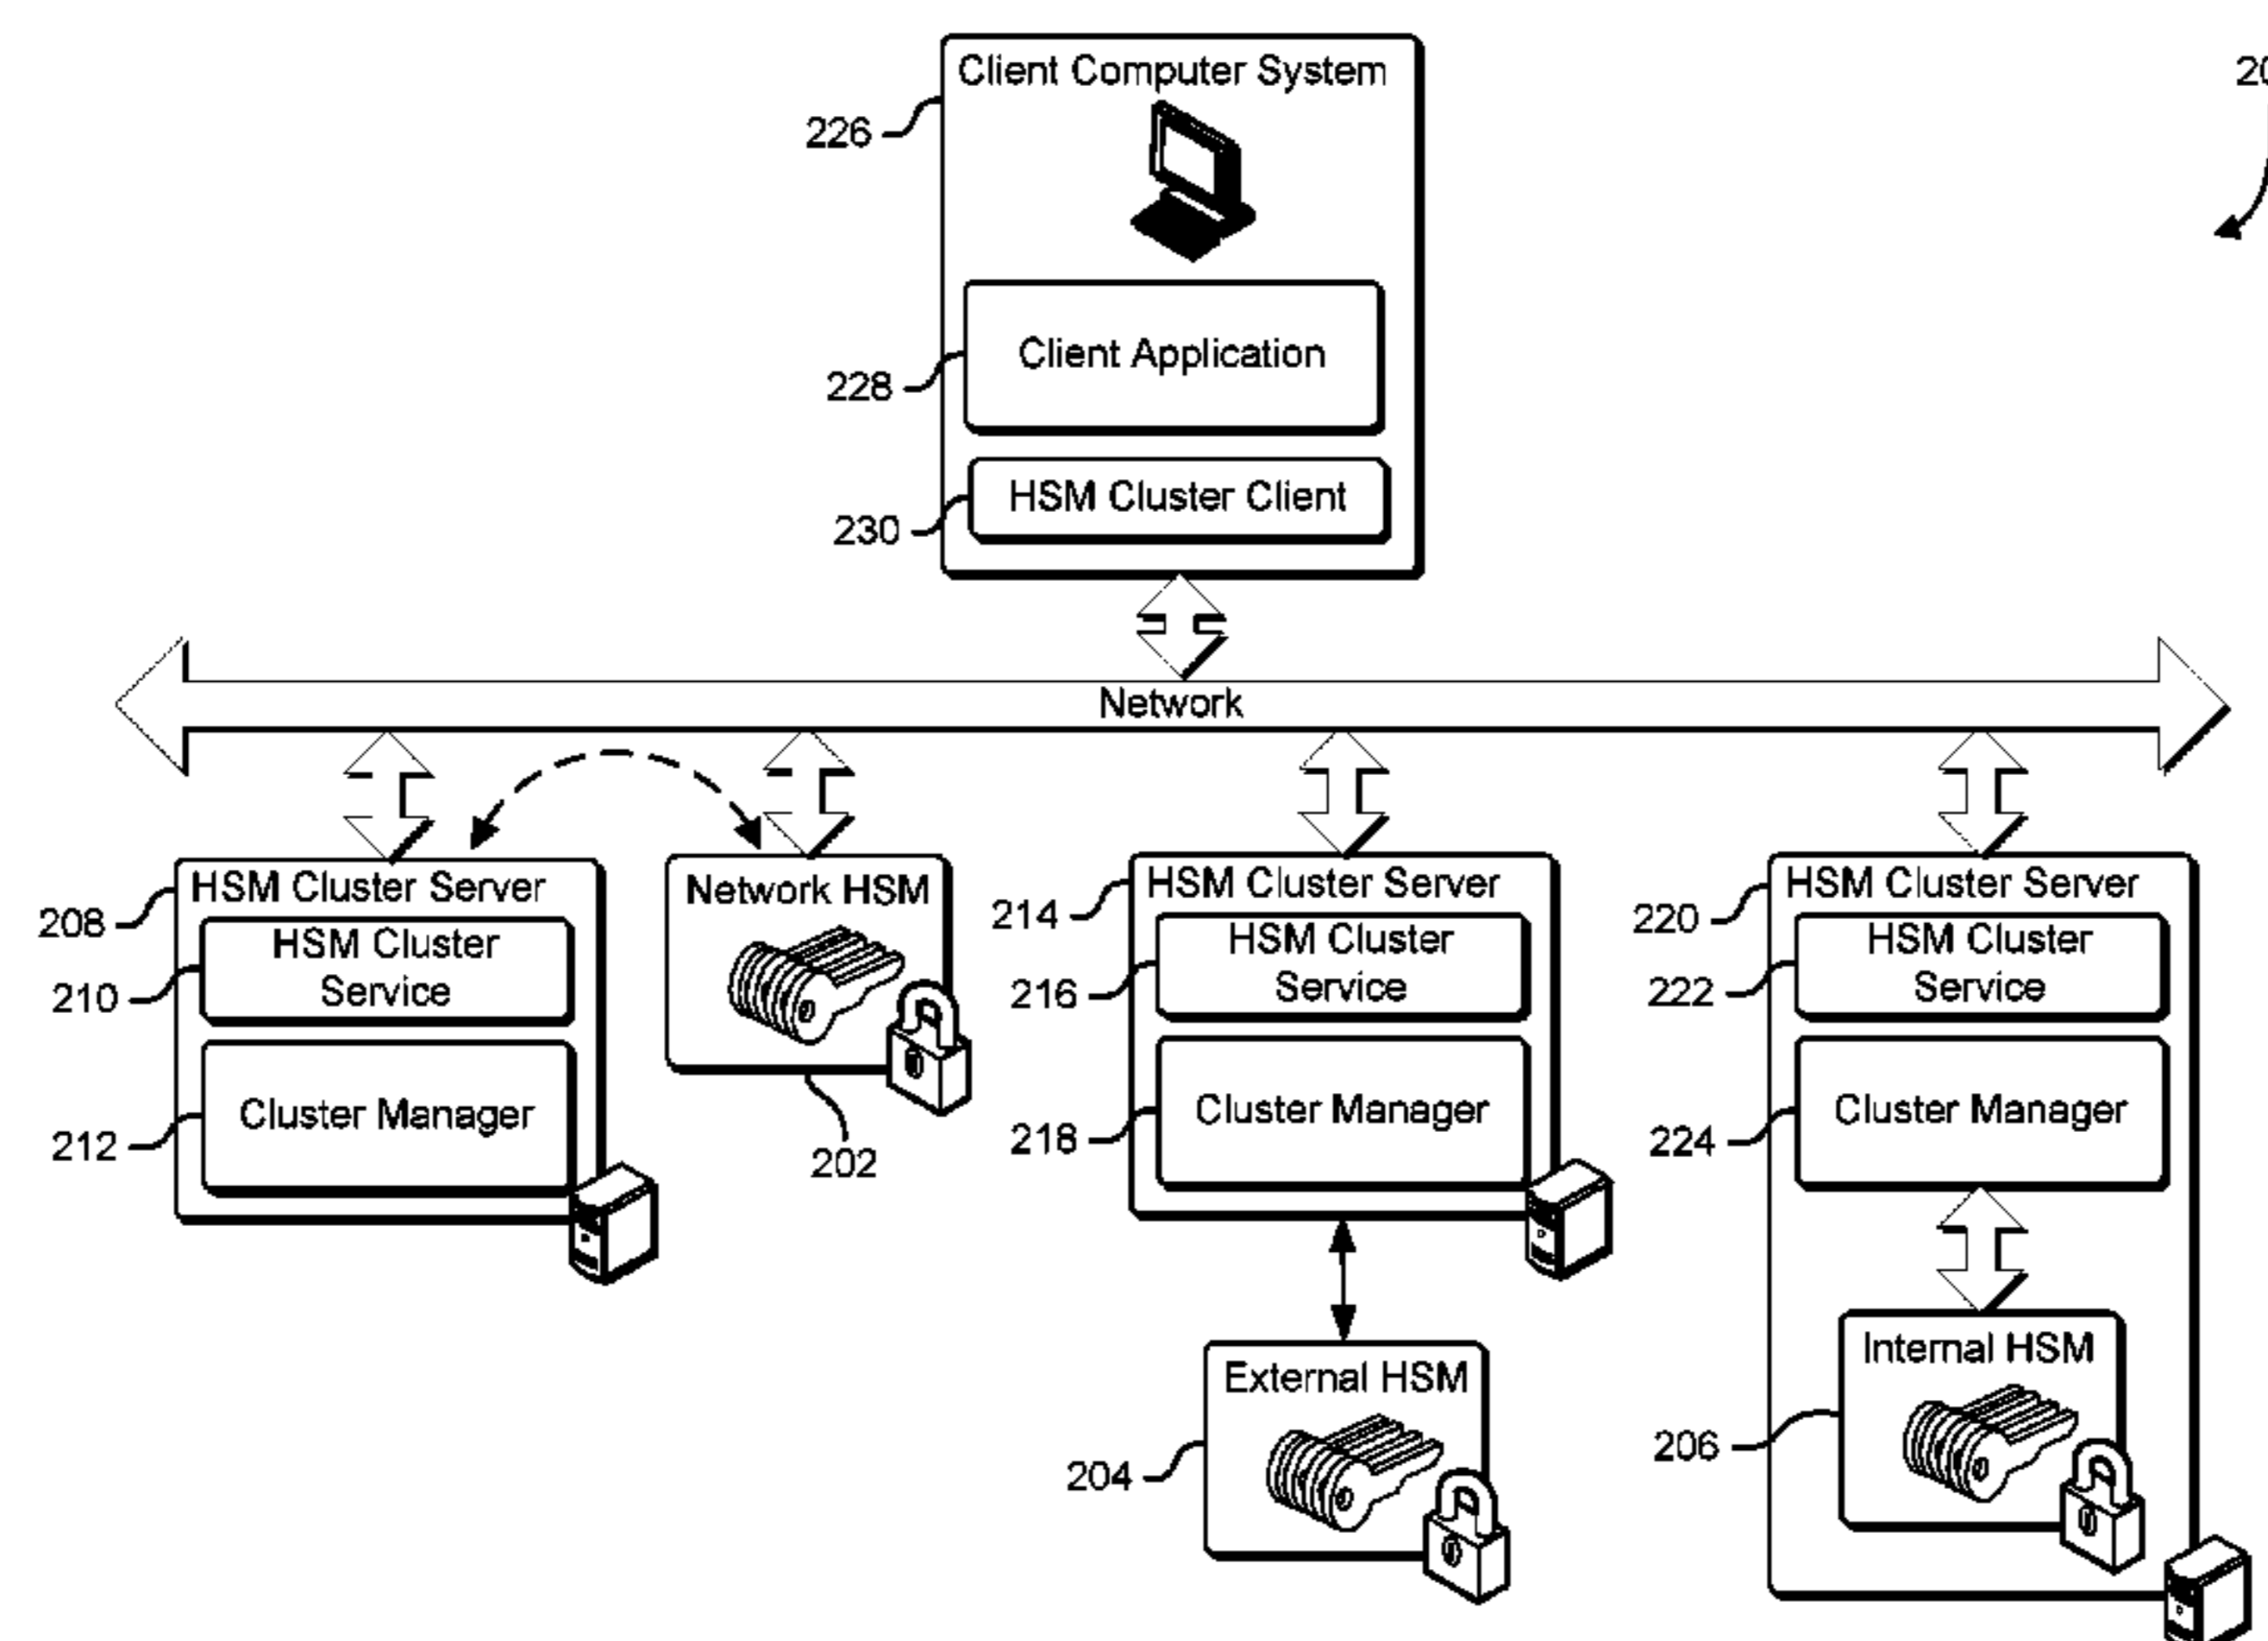 Client Computer System
226
Client Application
228
HSM Cluster Client
230
Network
HSM Cluster Server
208
HSM Cluster
Service
210
Cluster Manager
212
Network HSM
202
HSM Cluster Server
214
HSM Cluster
Service
216
Cluster Manager
218
External HSM
204
HSM Cluster Server
220
HSM Cluster
Service
222
Cluster Manager
224
Internal HSM
206